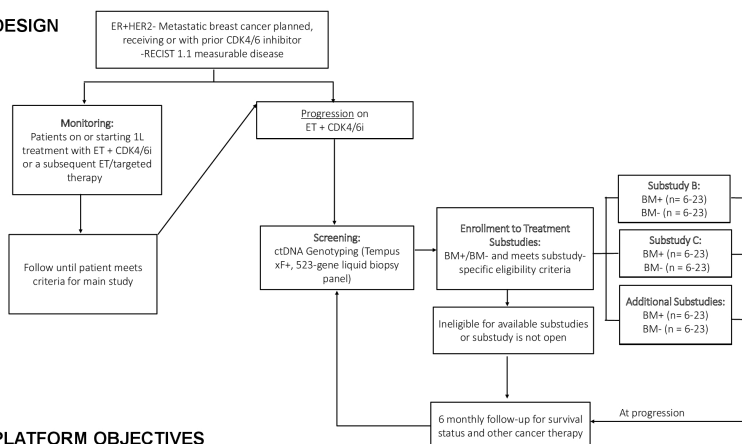 DESIGN
ER+HER2- Metastatic breast cancer planned,
receiving or with prior CDK4/6 inhibitor
-RECIST 1.1 measurable disease
Monitoring:
Patients on or starting 1L
treatment with ET + CDK4/6i
or a subsequent ET/targeted
therapy
Progression on
ET + CDK4/6i
Follow until patient meets
criteria for main study
Screening:
ctDNA Genotyping (Tempus
xF+, 523-gene liquid biopsy
panel)
Enrollment to Treatment
Substudies:
BM+/BM- and meets substudy-
specific eligibility criteria
Substudy B:
BM+ (n= 6-23)
BM- (n= 6-23)
Substudy C:
BM+ (n= 6-23)
BM- (n= 6-23)
Additional Substudies:
BM+ (n= 6-23)
BM- (n = 6-23)
Ineligible for available substudies
or substudy is not open
6 monthly follow-up for survival
status and other cancer therapy
At progression
PLATFORM OBJECTIVES